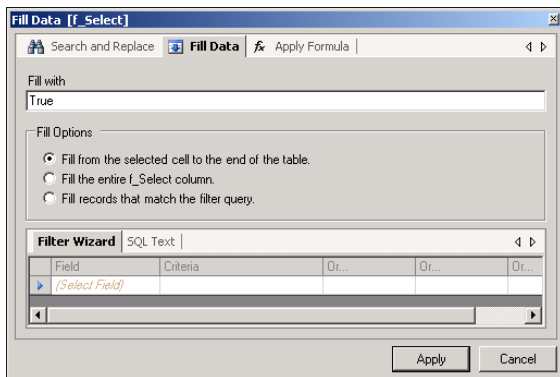 Fill Data [f_Select]
Search and Replace Fill Data fx Apply Formula
Fill with
True
Fill Options
Fill from the selected cell to the end of the table.
Fill the entire f_Select column.
Fill records that match the filter query.
Filter Wizard SQL Text
Field Criteria Or... Or... Or...
(Select Field)
Apply Cancel